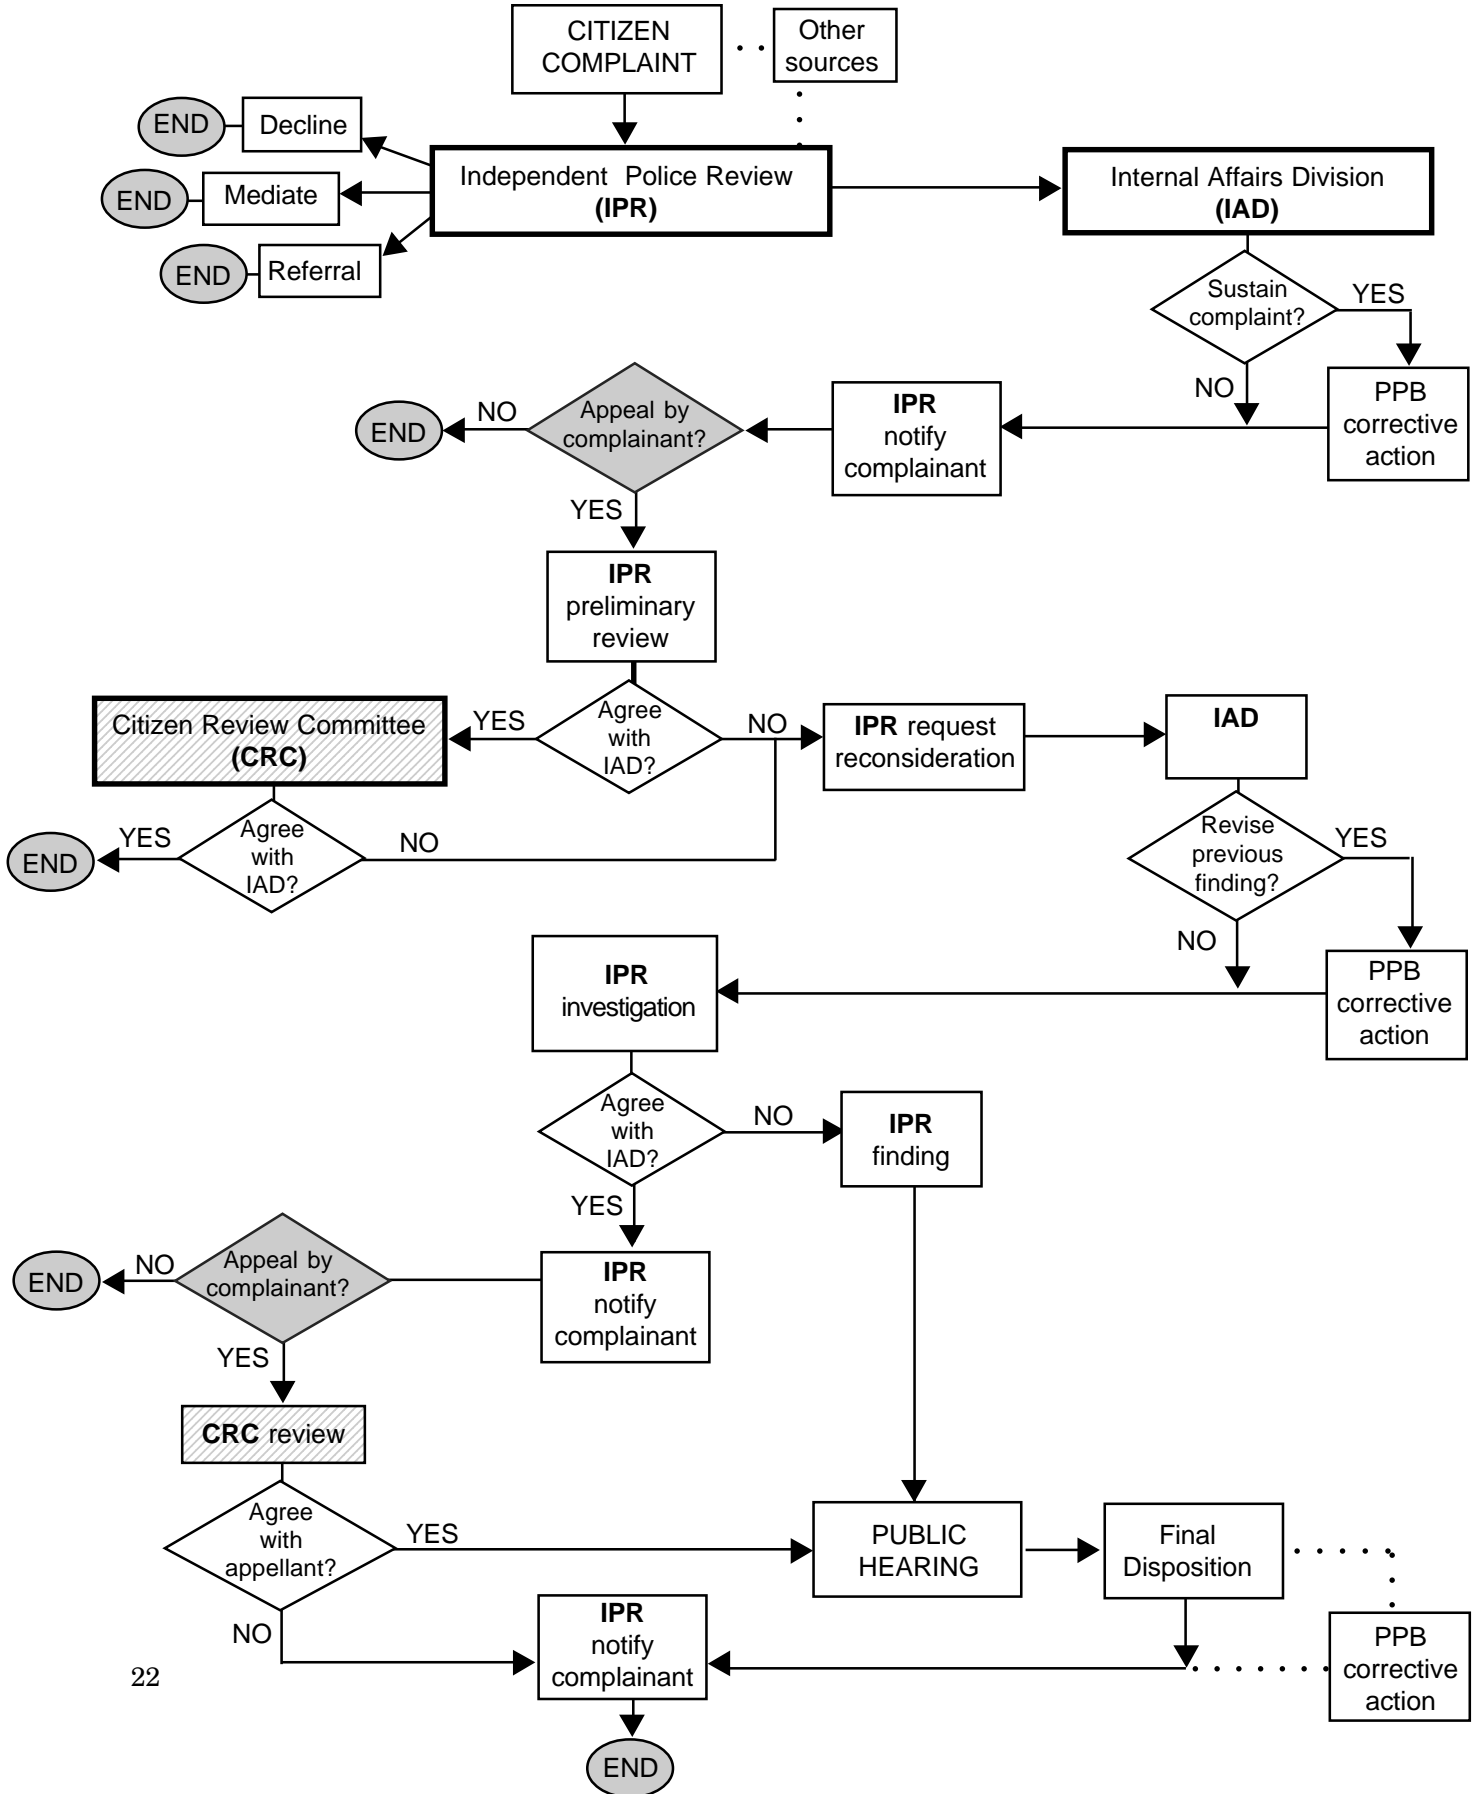 CITIZEN
COMPLAINT
Other
sources
END
Decline
END
Mediate
END
Referral
Independent Police Review
(IPR)
Internal Affairs Division
(IAD)
Sustain
complaint?
YES
NO
PPB
corrective
action
IPR
notify
complainant
Appeal by
complainant?
NO
END
YES
IPR
preliminary
review
Agree
with
IAD?
YES
NO
Citizen Review Committee
(CRC)
Agree
with
IAD?
YES
END
NO
IPR request
reconsideration
IAD
Revise
previous
finding?
YES
NO
PPB
corrective
action
IPR
investigation
Agree
with
IAD?
NO
IPR
finding
YES
IPR
notify
complainant
Appeal by
complainant?
NO
END
YES
CRC review
Agree
with
appellant?
YES
NO
PUBLIC
HEARING
Final
Disposition
PPB
corrective
action
IPR
notify
complainant
END
22